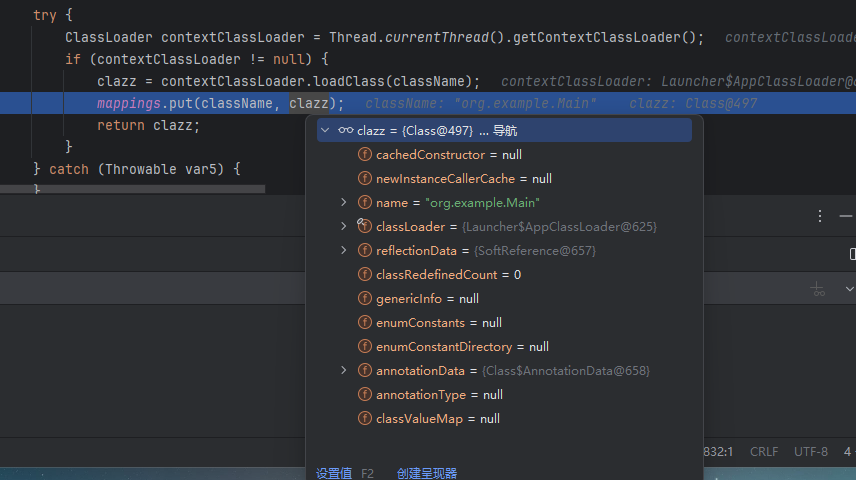 try {
ClassLoader contextClassLoader = Thread.currentThread().getContextClassLoader(); contextClassLoade
if (contextClassLoader != null) {
clazz = contextClassLoader.loadClass(className); contextClassLoader: Launcher$AppClassLoader@
mappings.put(className, clazz); className: "org.example.Main" clazz: Class@497
return clazz;
}
} catch (Throwable var5) {
}
clazz = {Class@497} ... 导航
f cachedConstructor = null
f newInstanceCallerCache = null
f name = "org.example.Main"
f classLoader = {Launcher$AppClassLoader@625}
f reflectionData = {SoftReference@657}
f classRedefinedCount = 0
f genericInfo = null
f enumConstants = null
f enumConstantDirectory = null
f annotationData = {Class$AnnotationData@658}
f annotationType = null
f classValueMap = null
设置值 F2 创建呈现器
832:1 CRLF UTF-8 4